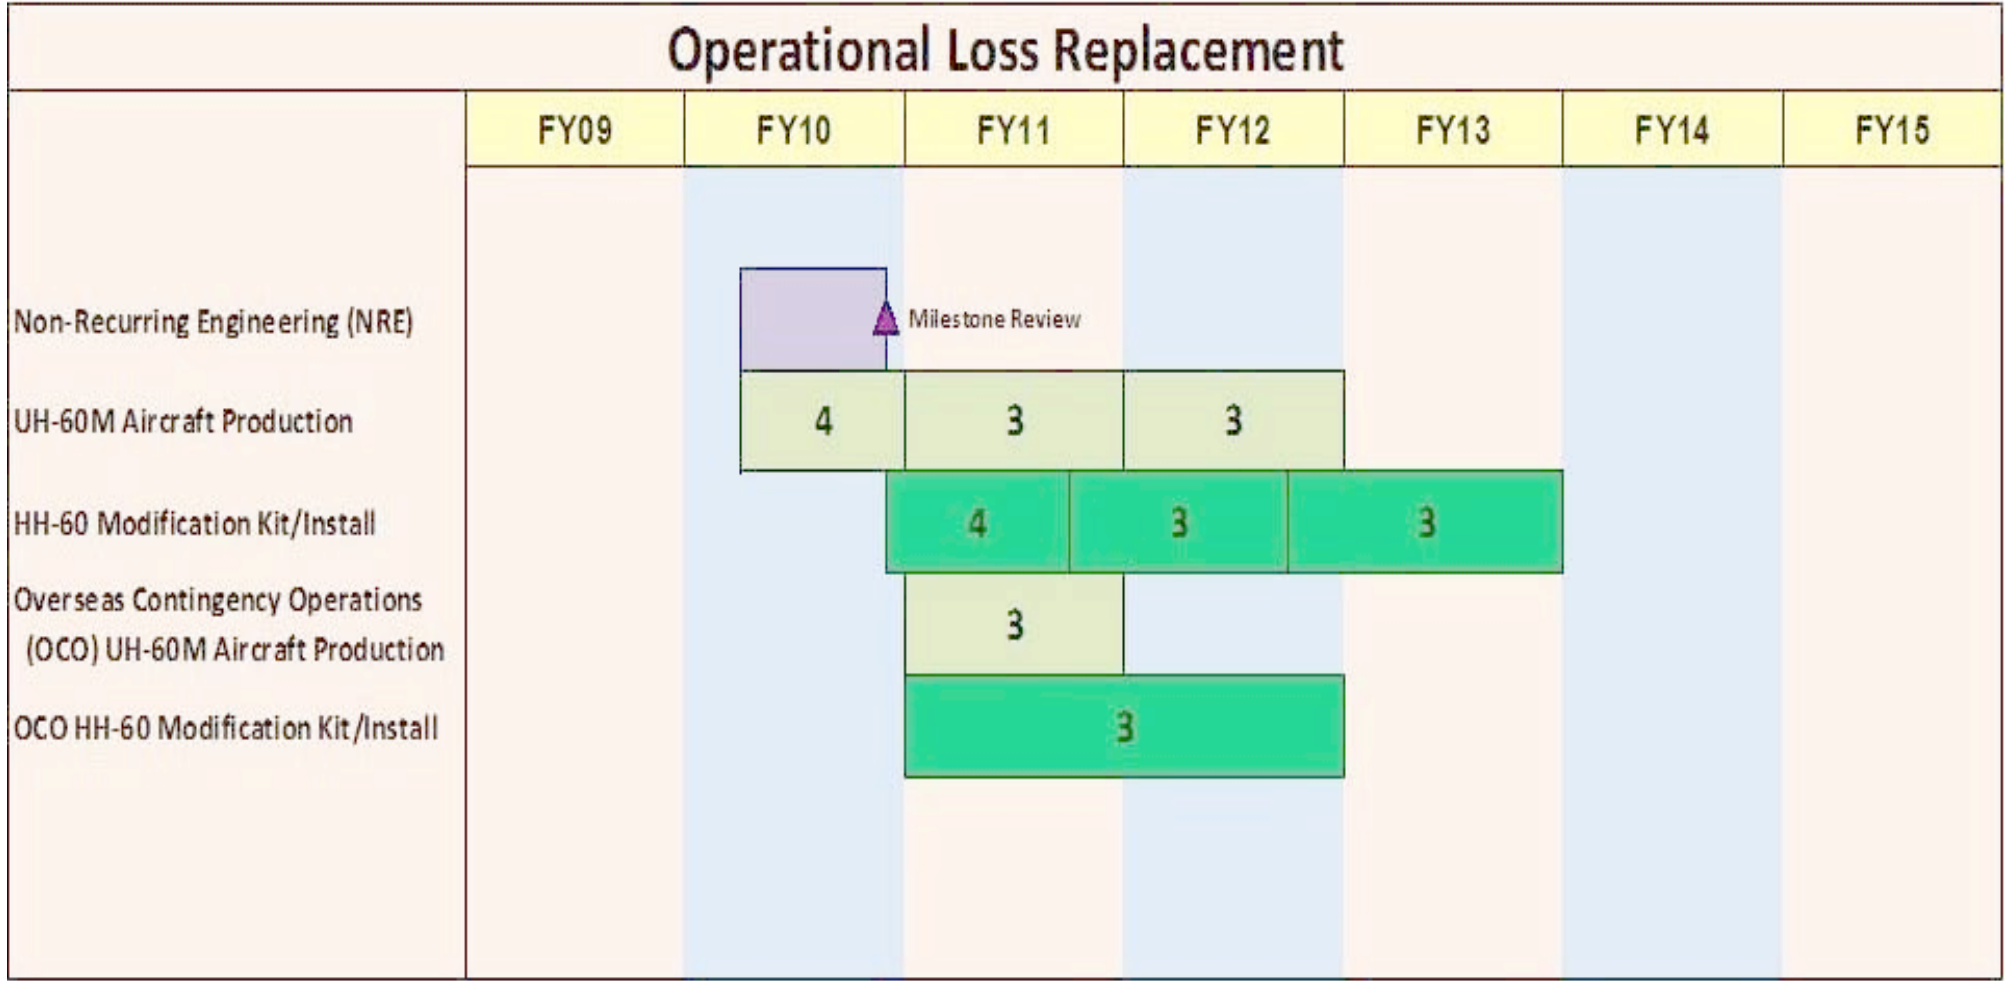 Operational Loss Replacement
FY09 FY10 FY11 FY12 FY13 FY14 FY15
Non-Recurring Engineering (NRE) Milestone Review
UH-60M Aircraft Production 4 3 3
HH-60 Modification Kit/Install 4 3 3
Overseas Contingency Operations
(OCO) UH-60M Aircraft Production 3
OCO HH-60 Modification Kit/Install 3